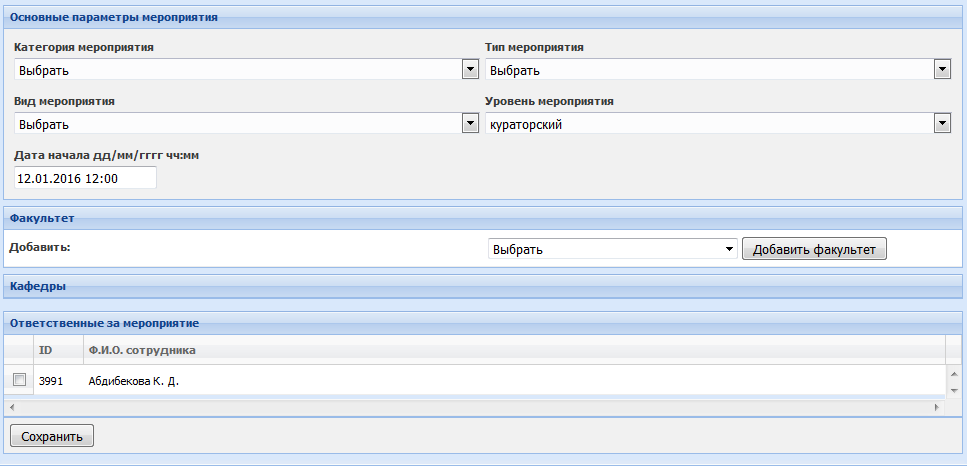 Основные параметры мероприятия
Категория мероприятия Тип мероприятия
Выбрать Выбрать
Вид мероприятия Уровень мероприятия
Выбрать кураторский
Дата начала дд/мм/гггг чч:мм
12.01.2016 12:00
Факультет
Добавить: Выбрать Добавить факультет
Кафедры
Ответственные за мероприятие
ID Ф.И.О. сотрудника
3991 Абдибекова К. Д.
Сохранить